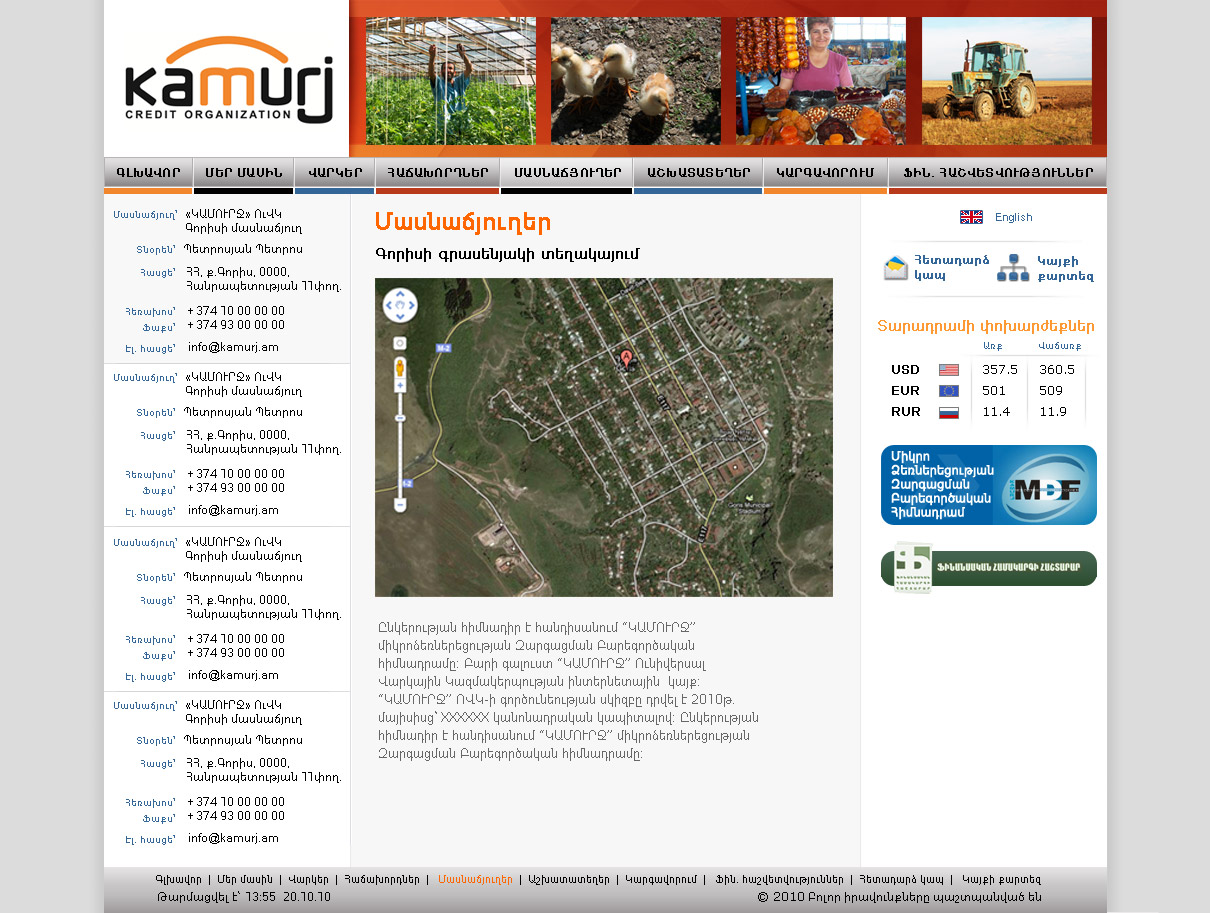 kamurj
CREDIT ORGANIZATION
ԳԼԽԱՎՈՐ ՄԵՐ ՄԱՍԻՆ ՎԱՐԿԵՐ ՀԱՃԱԽՈՐԴՆԵՐ ՄԱՍՆԱՃՅՈՒՂԵՐ ԱՇԽԱՏԱՏԵՂԵՐ ԿԱՐԳԱՎՈՐՈՒՄ ՖԻՆ. ՀԱՇՎԵՏՎՈՒԹՅՈՒՆՆԵՐ
Մասնաճյուղ՝ «ԿԱՄՈՒՐՋ» ՈւՎԿ
Գորիսի մասնաճյուղ
Տնօրեն՝ Պետրոսյան Պետրոս
Հասցե՝ ՀՀ, ք.Գորիս, 0000,
Հանրապետության 11փող.
Հեռախոս՝ + 374 10 00 00 00
Ֆաքս՝ + 374 93 00 00 00
Էլ. հասցե՝ info@kamurj.am
Մասնաճյուղ՝ «ԿԱՄՈՒՐՋ» ՈւՎԿ
Գորիսի մասնաճյուղ
Տնօրեն՝ Պետրոսյան Պետրոս
Հասցե՝ ՀՀ, ք.Գորիս, 0000,
Հանրապետության 11փող.
Հեռախոս՝ + 374 10 00 00 00
Ֆաքս՝ + 374 93 00 00 00
Էլ. հասցե՝ info@kamurj.am
Մասնաճյուղ՝ «ԿԱՄՈՒՐՋ» ՈւՎԿ
Գորիսի մասնաճյուղ
Տնօրեն՝ Պետրոսյան Պետրոս
Հասցե՝ ՀՀ, ք.Գորիս, 0000,
Հանրապետության 11փող.
Հեռախոս՝ + 374 10 00 00 00
Ֆաքս՝ + 374 93 00 00 00
Էլ. հասցե՝ info@kamurj.am
Մասնաճյուղ՝ «ԿԱՄՈՒՐՋ» ՈւՎԿ
Գորիսի մասնաճյուղ
Տնօրեն՝ Պետրոսյան Պետրոս
Հասցե՝ ՀՀ, ք.Գորիս, 0000,
Հանրապետության 11փող.
Հեռախոս՝ + 374 10 00 00 00
Ֆաքս՝ + 374 93 00 00 00
Էլ. հասցե՝ info@kamurj.am
Մասնաճյուղեր
Գորիսի գրասենյակի տեղակայում
M-2
A
Goris Municipal
Stadium
Ընկերության հիմնադիր է հանդիսանում “ԿԱՄՈՒՐՋ”
միկրոձեռներեցության Զարգացման Բարեգործական
հիմնադրամը: Բարի գալուստ “ԿԱՄՈՒՐՋ” Ունիվերսալ
Վարկային Կազմակերպության ինտերնետային կայք:
“ԿԱՄՈՒՐՋ” ՈՎԿ-ի գործունեության սկիզբը դրվել է 2010թ.
մայիսիսց՝ XXXXXX կանոնադրական կապիտալով: Ընկերության
հիմնադիր է հանդիսանում “ԿԱՄՈՒՐՋ” միկրոձեռներեցության
Զարգացման Բարեգործական հիմնադրամը:
English
Հետադարձ
կապ
Կայքի
քարտեզ
Տարադրամի փոխարժեքներ
Առք Վաճառք
USD 357.5 360.5
EUR 501 509
RUR 11.4 11.9
Միկրո
Ձեռներեցության
Զարգացման
Բարեգործական
Հիմնադրամ
MDF
ՖԻՆԱՆՍԱԿԱՆ ՀԱՄԱԿԱՐԳԻ ՀԱՇՏԱՐԱՐ
Գլխավոր | Մեր մասին | Վարկեր | Հաճախորդներ | Մասնաճյուղեր | Աշխատատեղեր | Կարգավորում | Ֆին. հաշվետվություններ | Հետադարձ կապ | Կայքի քարտեզ
Թարմացվել է՝ 13:55 20.10.10
© 2010 Բոլոր իրավունքները պաշտպանված են